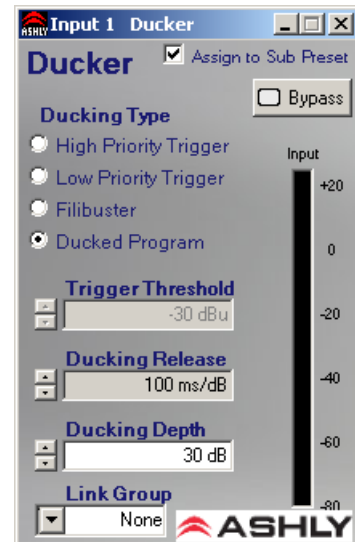 ASHLY Input 1 Ducker
Ducker
Assign to Sub Preset
Bypass
Ducking Type
High Priority Trigger
Low Priority Trigger
Filibuster
Ducked Program
Input
+20
0
-20
-40
-60
-80
Trigger Threshold
-30 dBu
Ducking Release
100 ms/dB
Ducking Depth
30 dB
Link Group
None
ASHLY